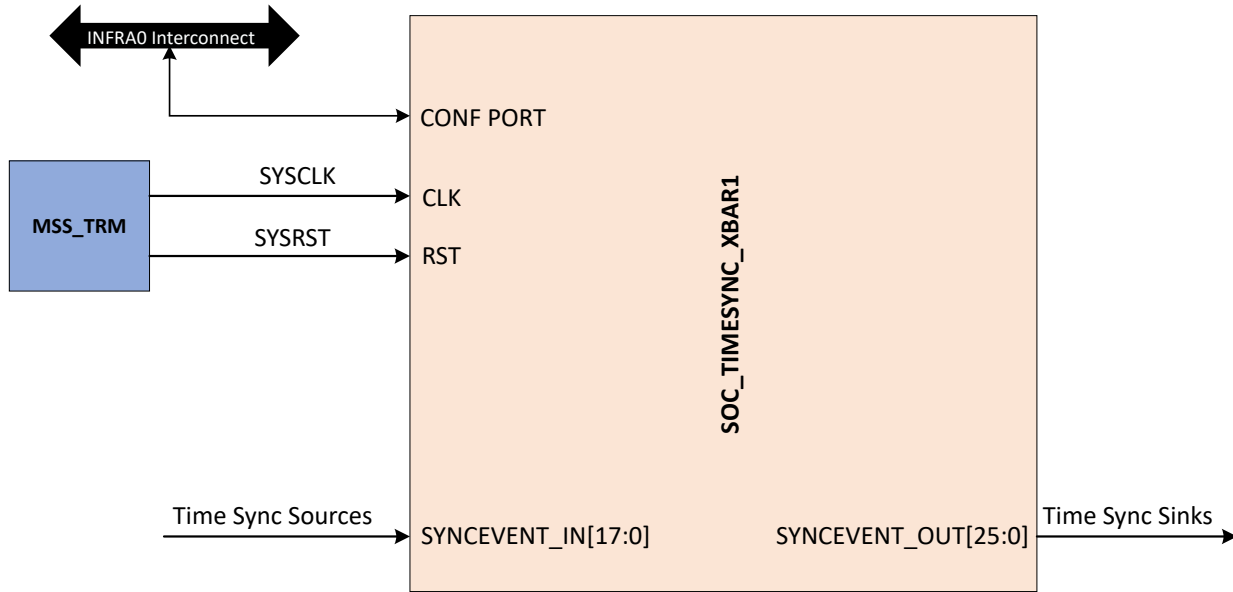 INFRA0 Interconnect
CONF PORT
SYSCLK
CLK
MSS_TRM
SYSRST
RST
SOC_TIMESYNC_XBAR1
Time Sync Sources
SYNCEVENT_IN[17:0]
SYNCEVENT_OUT[25:0]
Time Sync Sinks